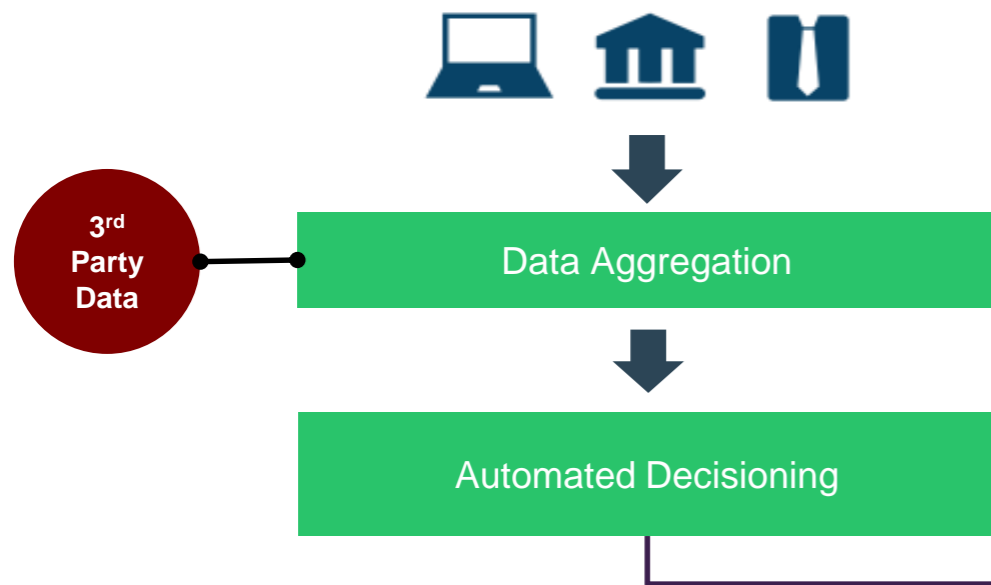 3rd
Party
Data
Data Aggregation
Automated Decisioning